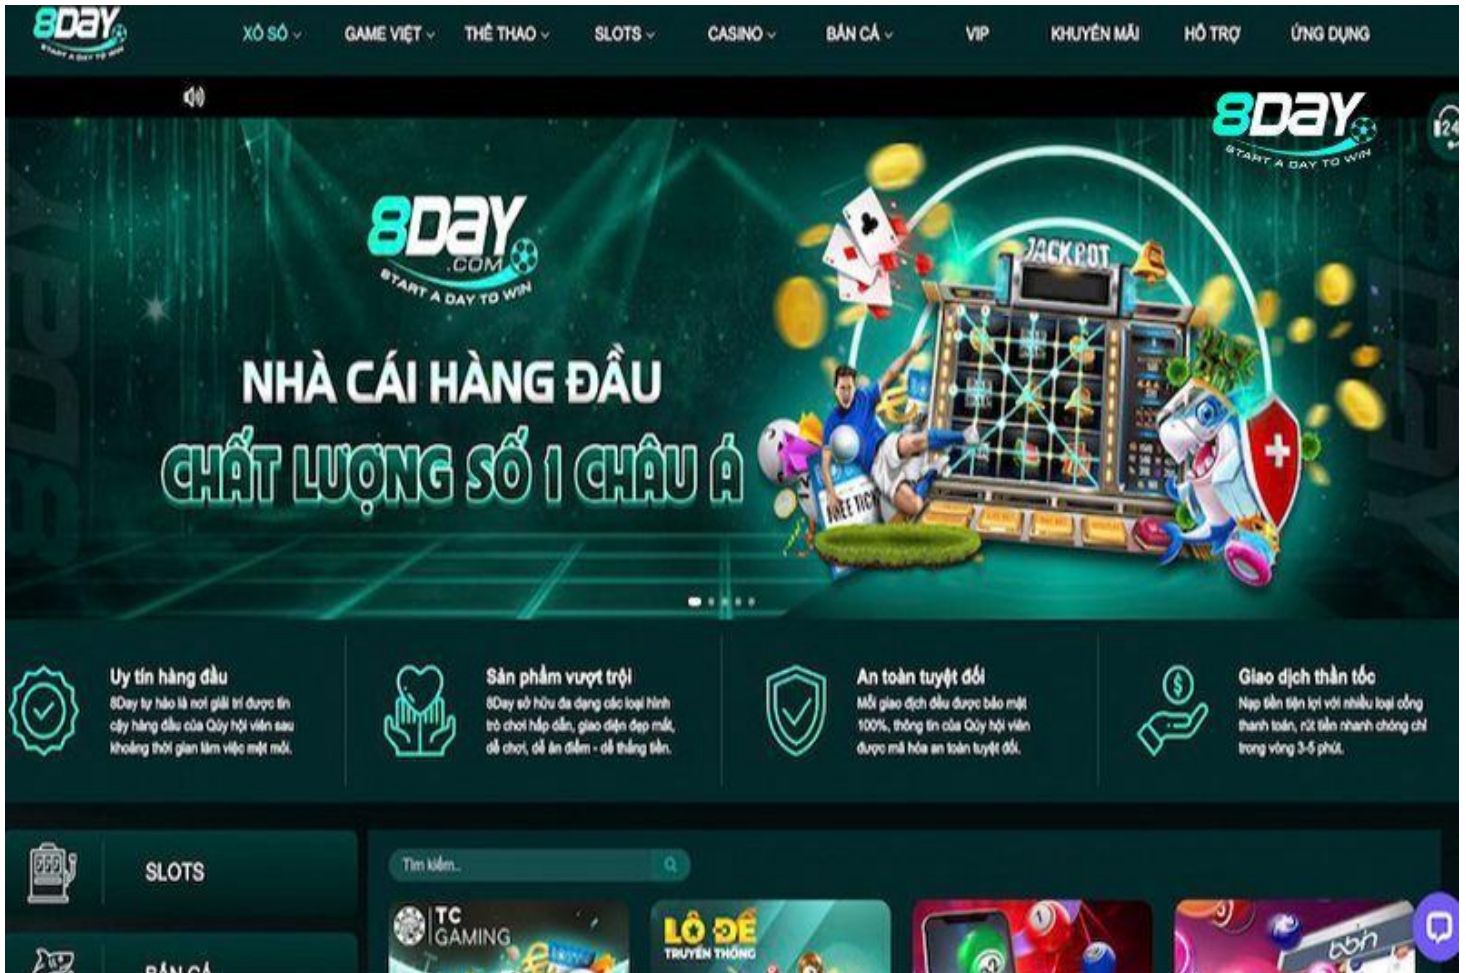 8DAY
START A DAY TO WIN
XỔ SỐ
GAME VIỆT
THỂ THAO
SLOTS
CASINO
BẮN CÁ
VIP
KHUYẾN MÃI
HỖ TRỢ
ỨNG DỤNG
8DAY
START A DAY TO WIN
24
8DAY
.COM
START A DAY TO WIN
JACKPOT
NHÀ CÁI HÀNG ĐẦU
CHẤT LƯỢNG SỐ 1 CHÂU Á
FREE TICK
Uy tín hàng đầu
8Day tự hào là nơi giải trí được tin
cậy hàng đầu của Qúy hội viên sau
khoảng thời gian làm việc mệt mỏi.
Sản phẩm vượt trội
8Day sở hữu đa dạng các loại hình
trò chơi hấp dẫn, giao diện đẹp mắt,
dễ chơi, dễ ăn điểm - dễ thắng tiền.
An toàn tuyệt đối
Mỗi giao dịch đều được bảo mật
100%, thông tin của Qúy hội viên
được mã hóa an toàn tuyệt đối.
Giao dịch thần tốc
Nạp tiền tiện lợi với nhiều loại cổng
thanh toán, rút tiền nhanh chóng chỉ
trong vòng 3-5 phút.
SLOTS
BẮN CÁ
Tìm kiếm...
TC
GAMING
LÔ ĐỀ
TRUYỀN THỐNG
bbin